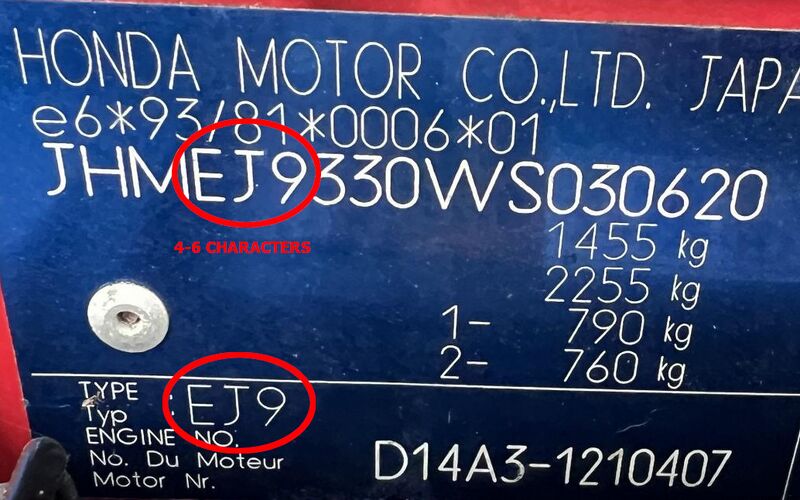 HONDA MOTOR CO.,LTD. JAPA
e6*93/81*0006*01
JHMEJ9330WS030620
4-6 CHARACTERS
1455 kg
2255 kg
1- 790 kg
2- 760 kg
TYPE :
Typ : EJ9
ENGINE NO.
No. Du Moteur D14A3-1210407
Motor Nr.